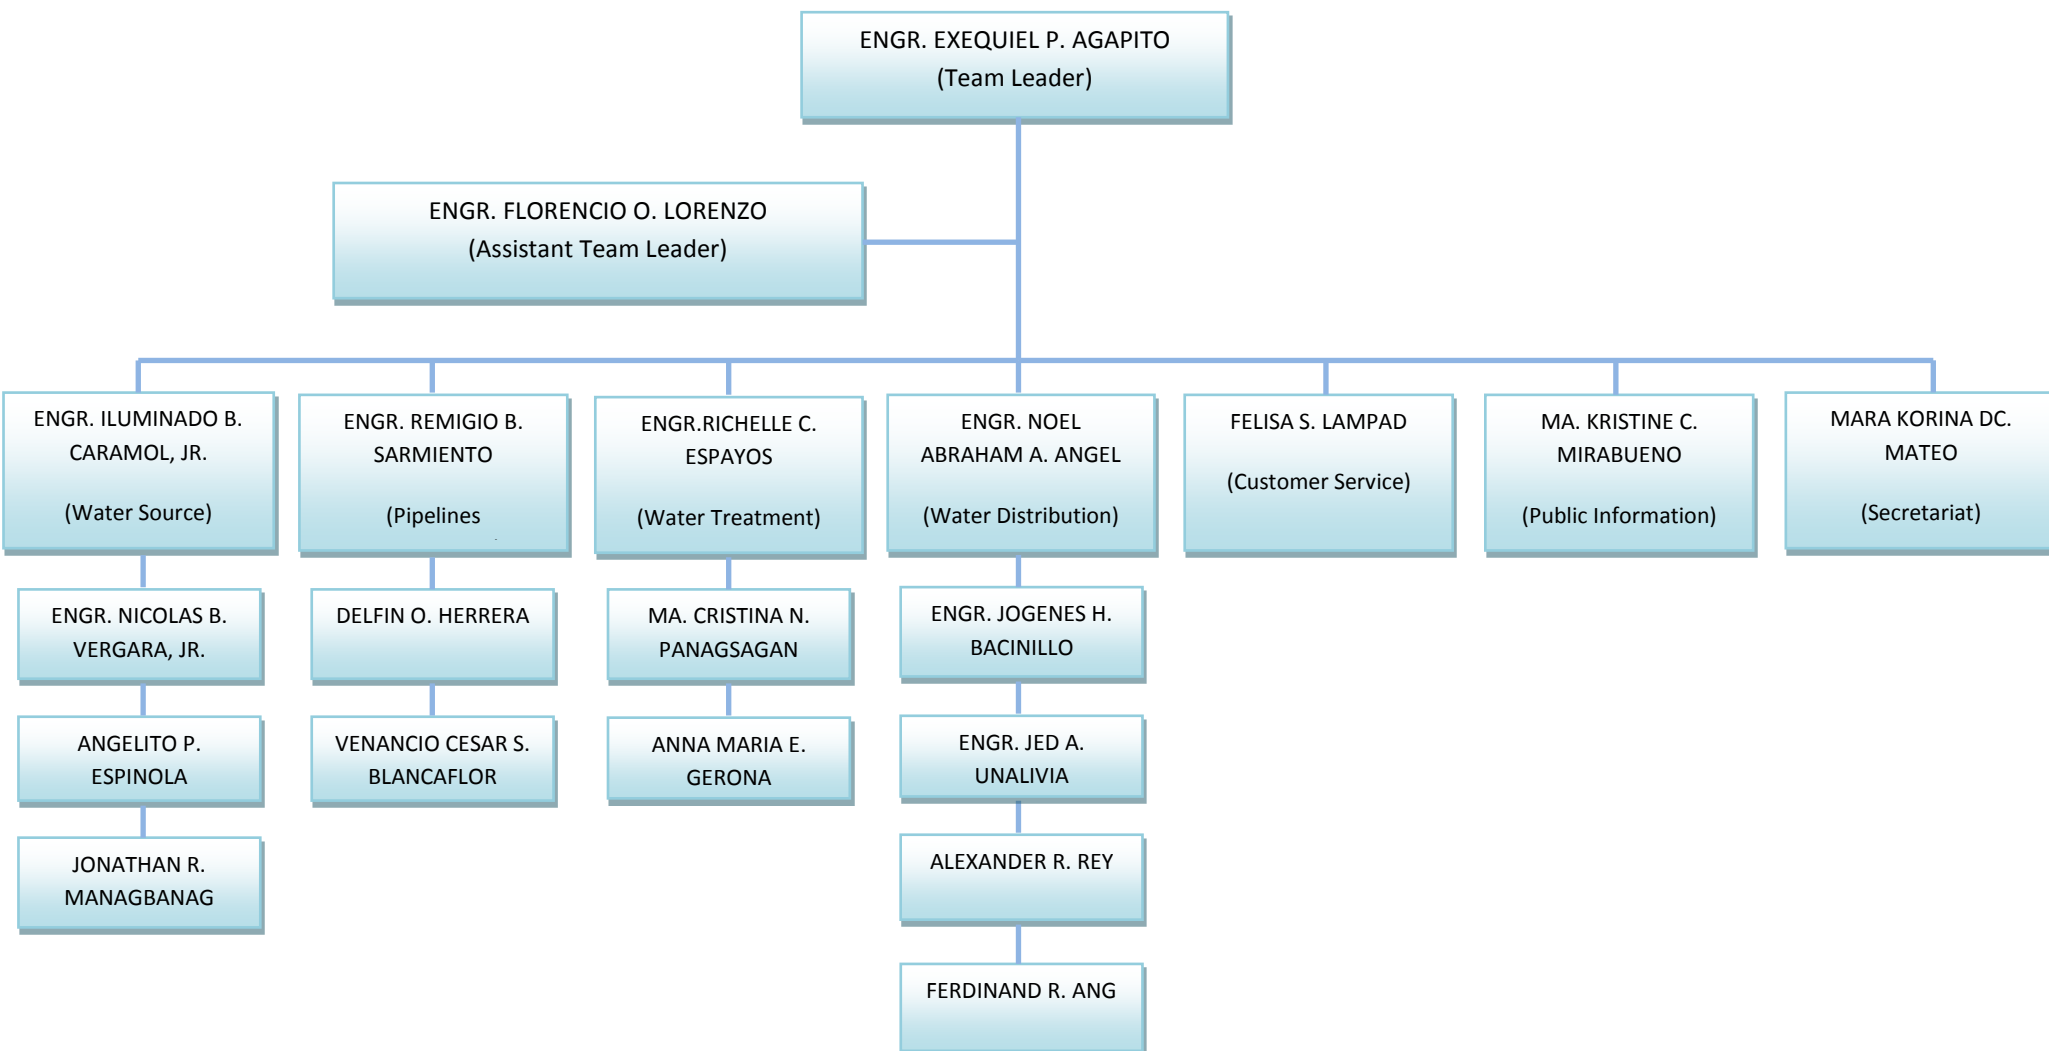 ENGR. EXEQUIEL P. AGAPITO
(Team Leader)
ENGR. FLORENCIO O. LORENZO
(Assistant Team Leader)
ENGR. ILUMINADO B.
CARAMOL, JR.
(Water Source)
ENGR. REMIGIO B.
SARMIENTO
(Pipelines
ENGR.RICHELLE C.
ESPAYOS
(Water Treatment)
ENGR. NOEL
ABRAHAM A. ANGEL
(Water Distribution)
FELISA S. LAMPAD
(Customer Service)
MA. KRISTINE C.
MIRABUENO
(Public Information)
MARA KORINA DC.
MATEO
(Secretariat)
ENGR. NICOLAS B.
VERGARA, JR.
DELFIN O. HERRERA
MA. CRISTINA N.
PANAGSAGAN
ENGR. JOGENES H.
BACINILLO
ANGELITO P.
ESPINOLA
VENANCIO CESAR S.
BLANCAFLOR
ANNA MARIA E.
GERONA
ENGR. JED A.
UNALIVIA
JONATHAN R.
MANAGBANAG
ALEXANDER R. REY
FERDINAND R. ANG